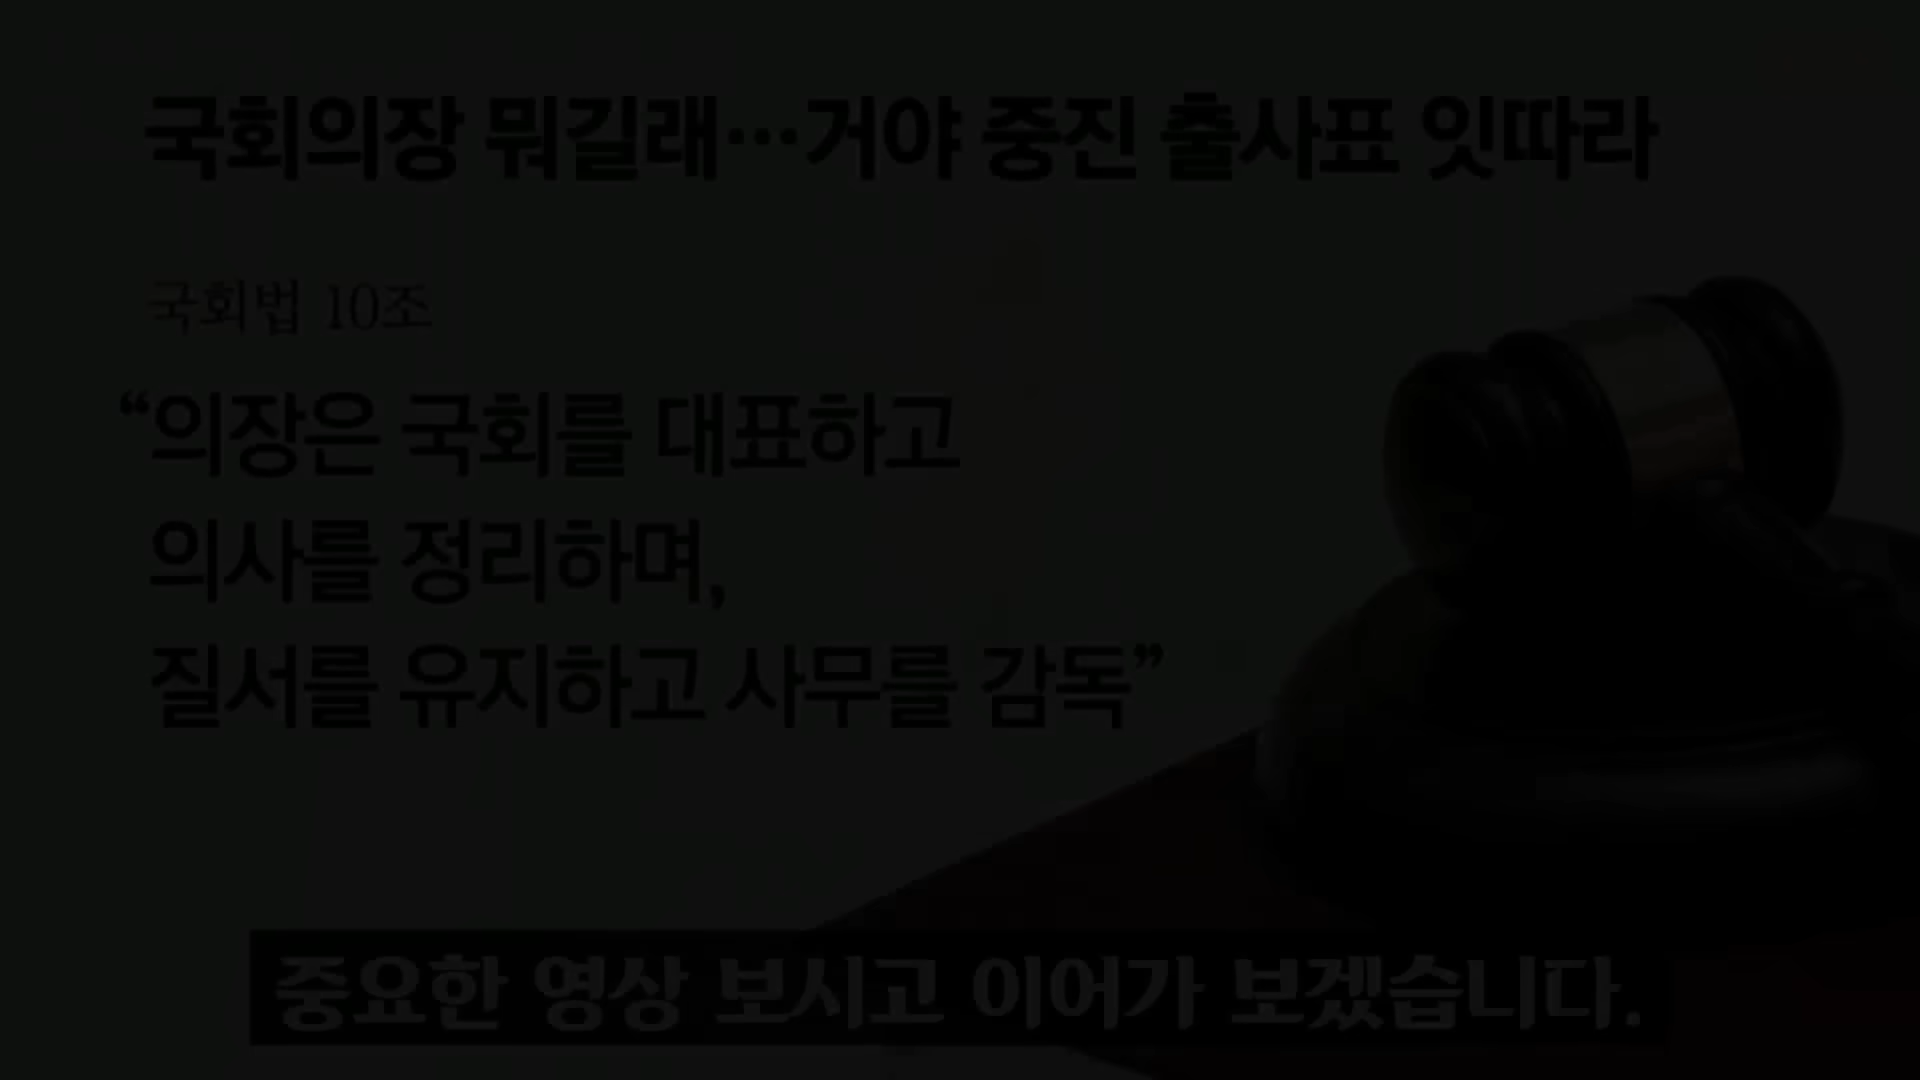 국회의장 뭐길래…거야 중진 출사표 잇따라
국회법 10조
“의장은 국회를 대표하고
의사를 정리하며,
질서를 유지하고 사무를 감독”
중요한 영상 보시고 이어가 보겠습니다.